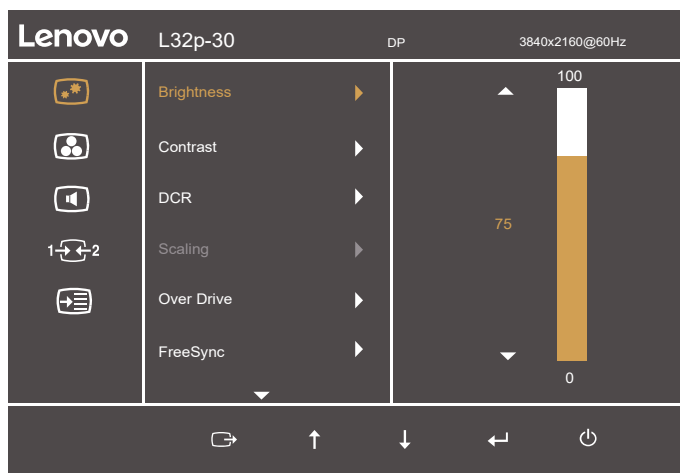 Lenovo L32p-30 DP 3840x2160@60Hz
100
Brightness
Contrast
DCR
75
1 2
Scaling
Over Drive
FreeSync
0